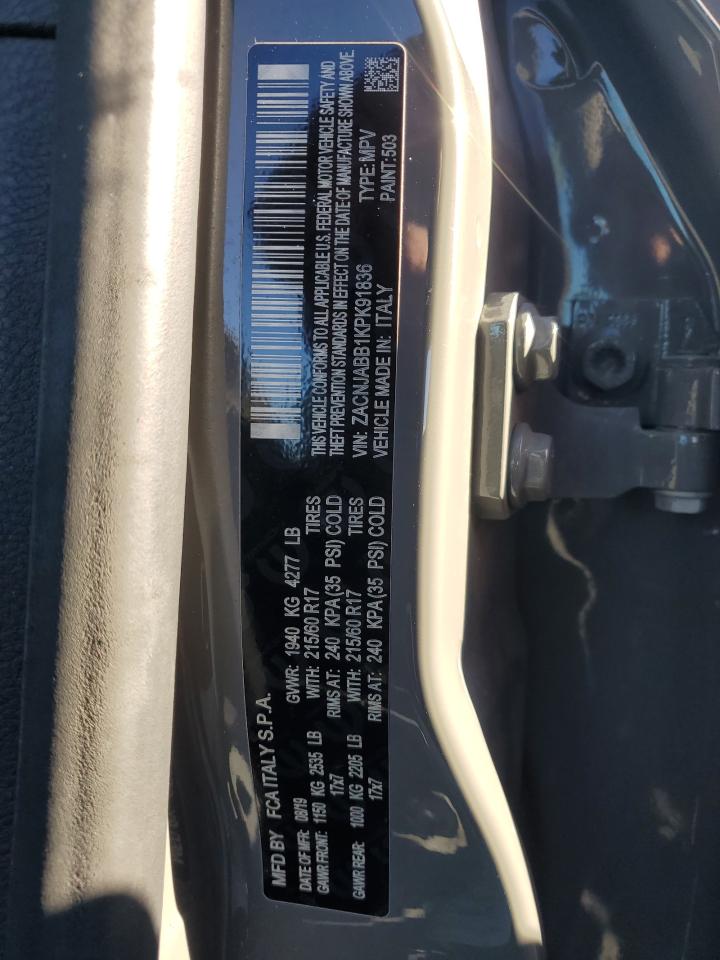 MFD BY FCA ITALY S.P.A.
DATE OF MFR: 08/19 GVWR: 1940 KG 4277 LB
GAWR FRONT: 1150 KG 2535 LB WITH: 215/60 R17 TIRES
17x7 RIMS AT: 240 KPA(35 PSI) COLD
GAWR REAR: 1000 KG 2205 LB WITH: 215/60 R17 TIRES
17x7 RIMS AT: 240 KPA(35 PSI) COLD
THIS VEHICLE CONFORMS TO ALL APPLICABLE U.S. FEDERAL MOTOR VEHICLE SAFETY AND
THEFT PREVENTION STANDARDS IN EFFECT ON THE DATE OF MANUFACTURE SHOWN ABOVE.
VIN: ZACNJABB1KPK91836 TYPE: MPV
VEHICLE MADE IN: ITALY PAINT: 503